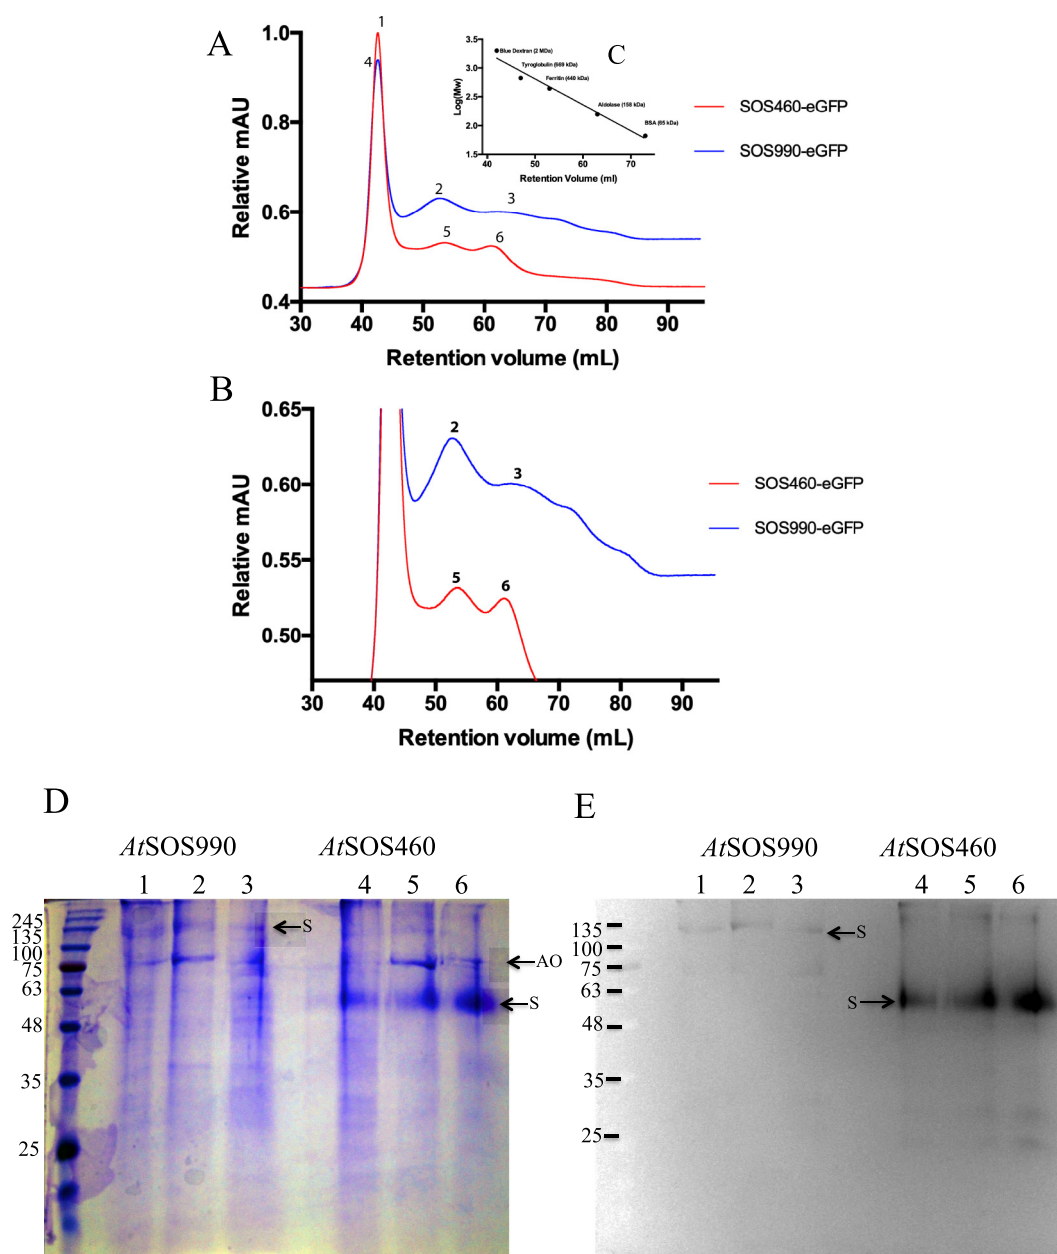 A
1
4
1.0
0.8
0.6
0.4
Relative mAU
2
3
5
6
30 40 50 60 70 80 90
Retention volume (mL)
C
3.5
3.0
2.5
2.0
1.5
Log(Mw)
Blue Dextran (2 MDa)
Tyroglobulin (669 kDa)
Ferritin (440 kDa)
Aldolase (158 kDa)
BSA (65 kDa)
40 50 60 70
Retention Volume (ml)
SOS460-eGFP
SOS990-eGFP
B
0.65
0.60
0.55
0.50
Relative mAU
2
3
5
6
30 40 50 60 70 80 90
Retention volume (mL)
SOS460-eGFP
SOS990-eGFP
D
AtSOS990 AtSOS460
1 2 3 4 5 6
245
135
100
75
63
48
35
25
S
AO
S
E
AtSOS990 AtSOS460
1 2 3 4 5 6
135
100
75
63
48
35
25
S
S